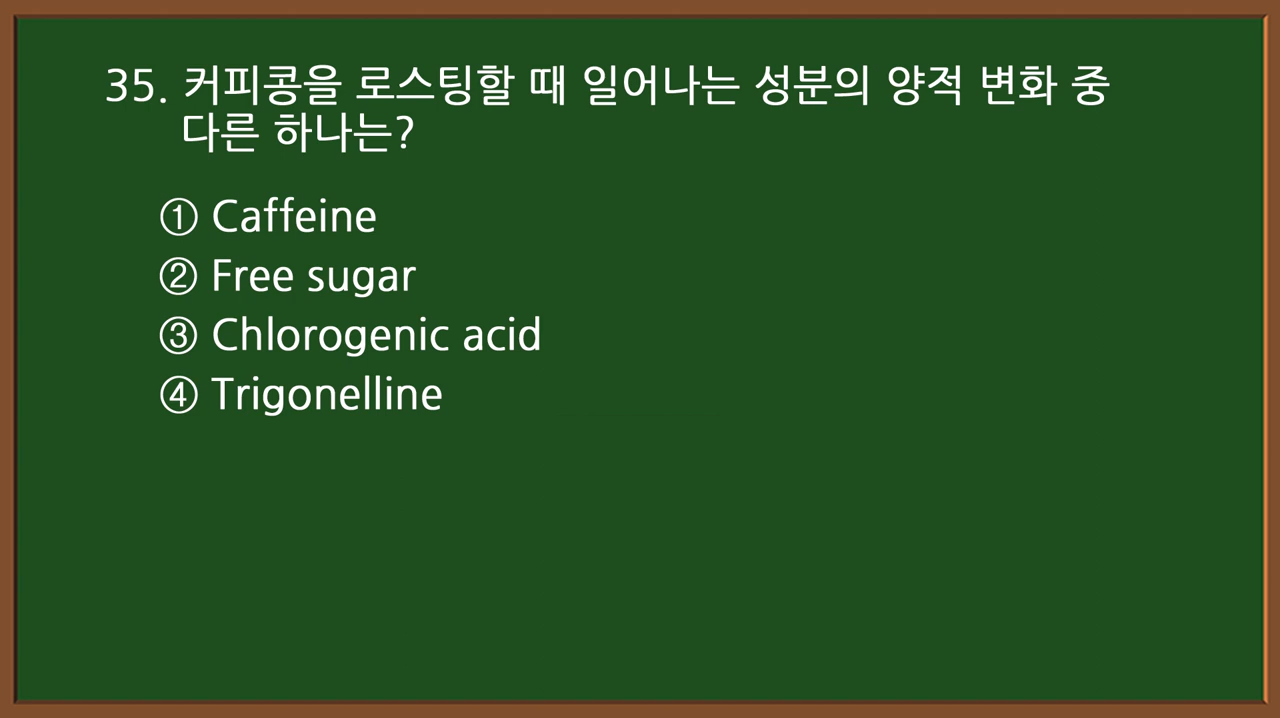 35. 커피콩을 로스팅할 때 일어나는 성분의 양적 변화 중
다른 하나는?
① Caffeine
② Free sugar
③ Chlorogenic acid
④ Trigonelline